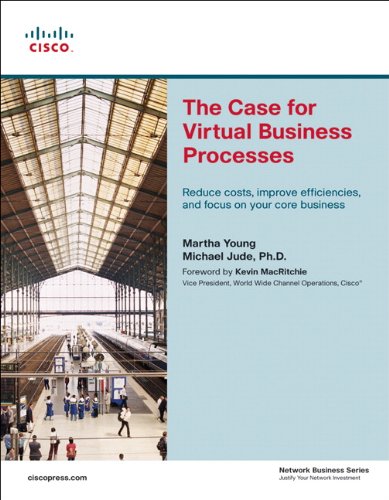 CISCO™
The Case for
Virtual Business
Processes
Reduce costs, improve efficiencies,
and focus on your core business
Martha Young
Michael Jude, Ph.D.
Foreword by Kevin MacRitchie
Vice President, World Wide Channel Operations, Cisco®
ciscopress.com
Network Business Series
Justify Your Network Investment